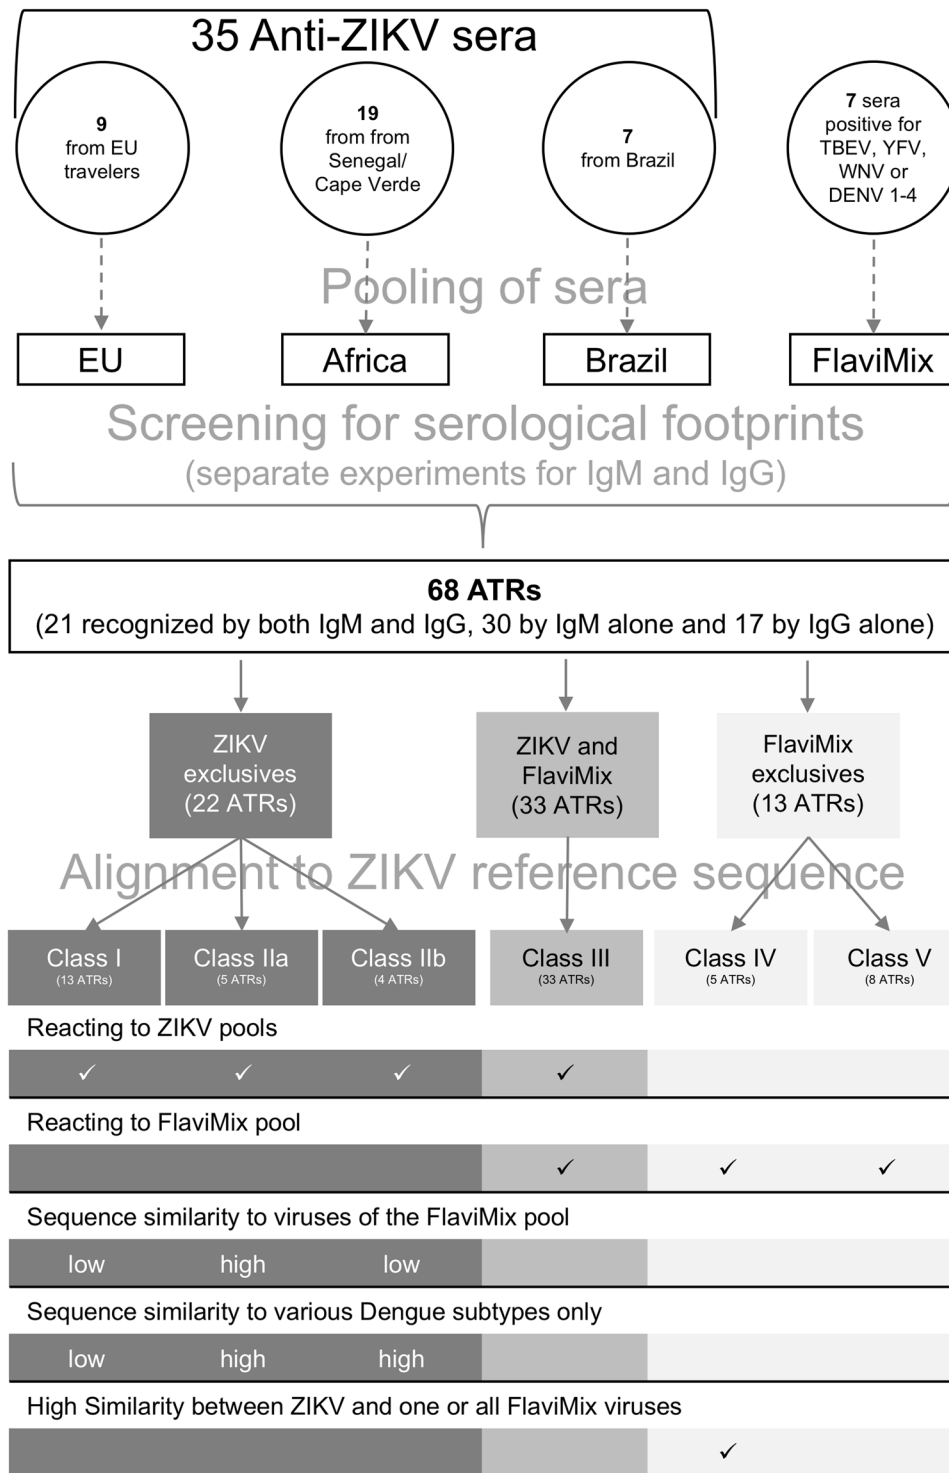 35 Anti-ZIKV sera
9
from EU
travelers
19
from from
Senegal/
Cape Verde
7
from Brazil
7 sera
positive for
TBEV, YFV,
WNV or
DENV 1-4
Pooling of sera
EU
Africa
Brazil
FlaviMix
Screening for serological footprints
(separate experiments for IgM and IgG)
68 ATRs
(21 recognized by both IgM and IgG, 30 by IgM alone and 17 by IgG alone)
ZIKV
exclusives
(22 ATRs)
ZIKV and
FlaviMix
(33 ATRs)
FlaviMix
exclusives
(13 ATRs)
Alignment to ZIKV reference sequence
Class I
(13 ATRs)
Class IIa
(5 ATRs)
Class IIb
(4 ATRs)
Class III
(33 ATRs)
Class IV
(5 ATRs)
Class V
(8 ATRs)
Reacting to ZIKV pools
✓ ✓ ✓ ✓
Reacting to FlaviMix pool
✓ ✓ ✓
Sequence similarity to viruses of the FlaviMix pool
low high low
Sequence similarity to various Dengue subtypes only
low high high
High Similarity between ZIKV and one or all FlaviMix viruses
✓